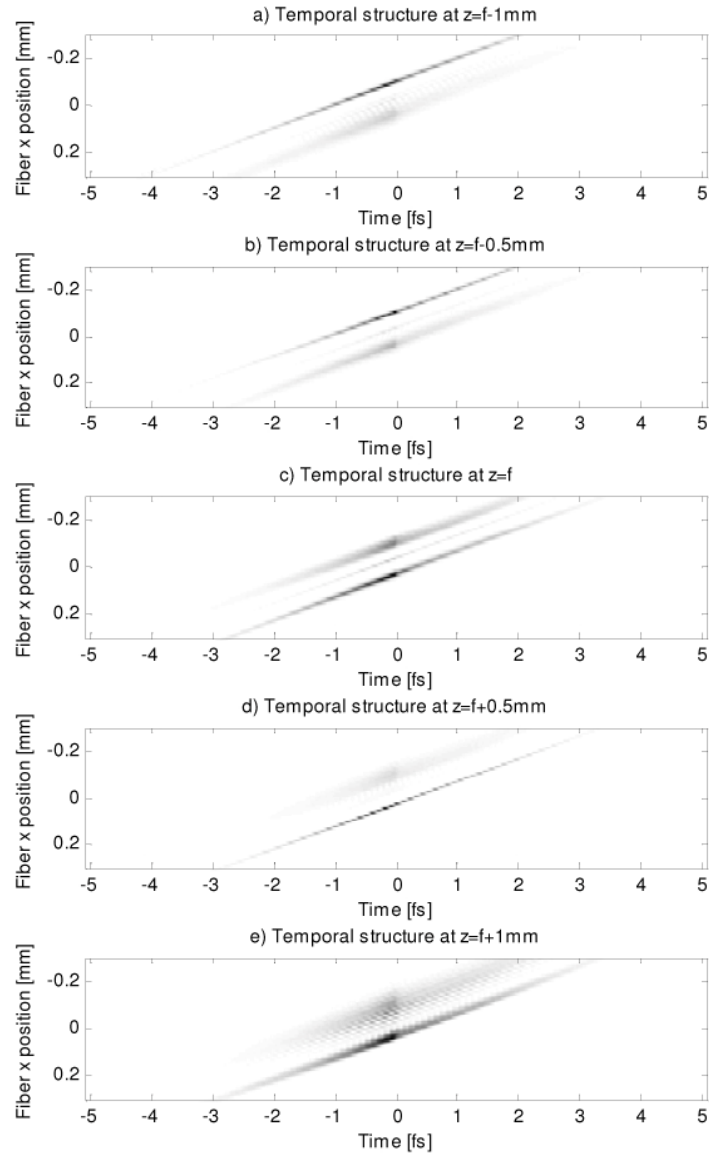 a) Temporal structure at z=f-1mm
Fiber x position [mm]
-0.2
0
0.2
-5 -4 -3 -2 -1 0 1 2 3 4 5
Time [fs]
b) Temporal structure at z=f-0.5mm
Fiber x position [mm]
-0.2
0
0.2
-5 -4 -3 -2 -1 0 1 2 3 4 5
Time [fs]
c) Temporal structure at z=f
Fiber x position [mm]
-0.2
0
0.2
-5 -4 -3 -2 -1 0 1 2 3 4 5
Time [fs]
d) Temporal structure at z=f+0.5mm
Fiber x position [mm]
-0.2
0
0.2
-5 -4 -3 -2 -1 0 1 2 3 4 5
Time [fs]
e) Temporal structure at z=f+1mm
Fiber x position [mm]
-0.2
0
0.2
-5 -4 -3 -2 -1 0 1 2 3 4 5
Time [fs]